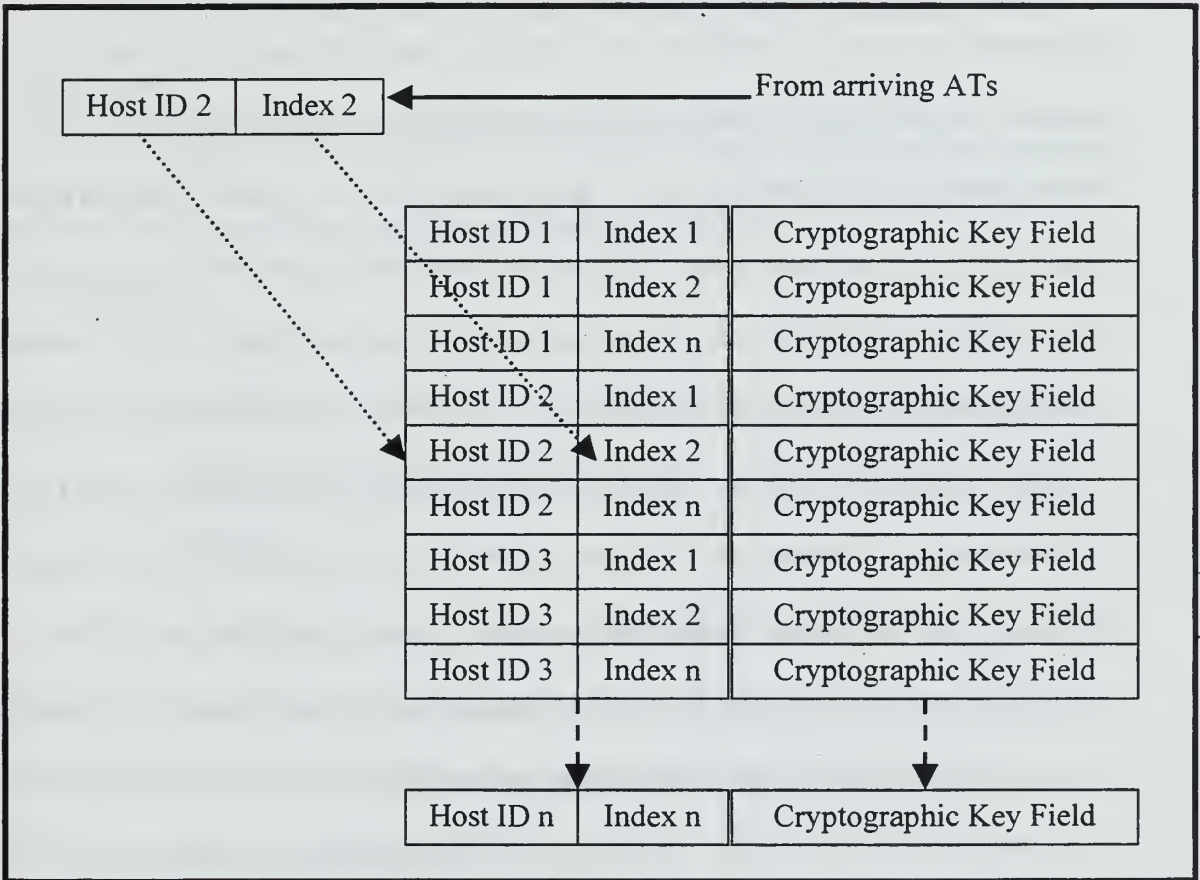 From arriving ATs
Host ID 2 Index 2
Host ID 1 Index 1 Cryptographic Key Field
Host ID 1 Index 2 Cryptographic Key Field
Host ID 1 Index n Cryptographic Key Field
Host ID 2 Index 1 Cryptographic Key Field
Host ID 2 Index 2 Cryptographic Key Field
Host ID 2 Index n Cryptographic Key Field
Host ID 3 Index 1 Cryptographic Key Field
Host ID 3 Index 2 Cryptographic Key Field
Host ID 3 Index n Cryptographic Key Field
Host ID n Index n Cryptographic Key Field